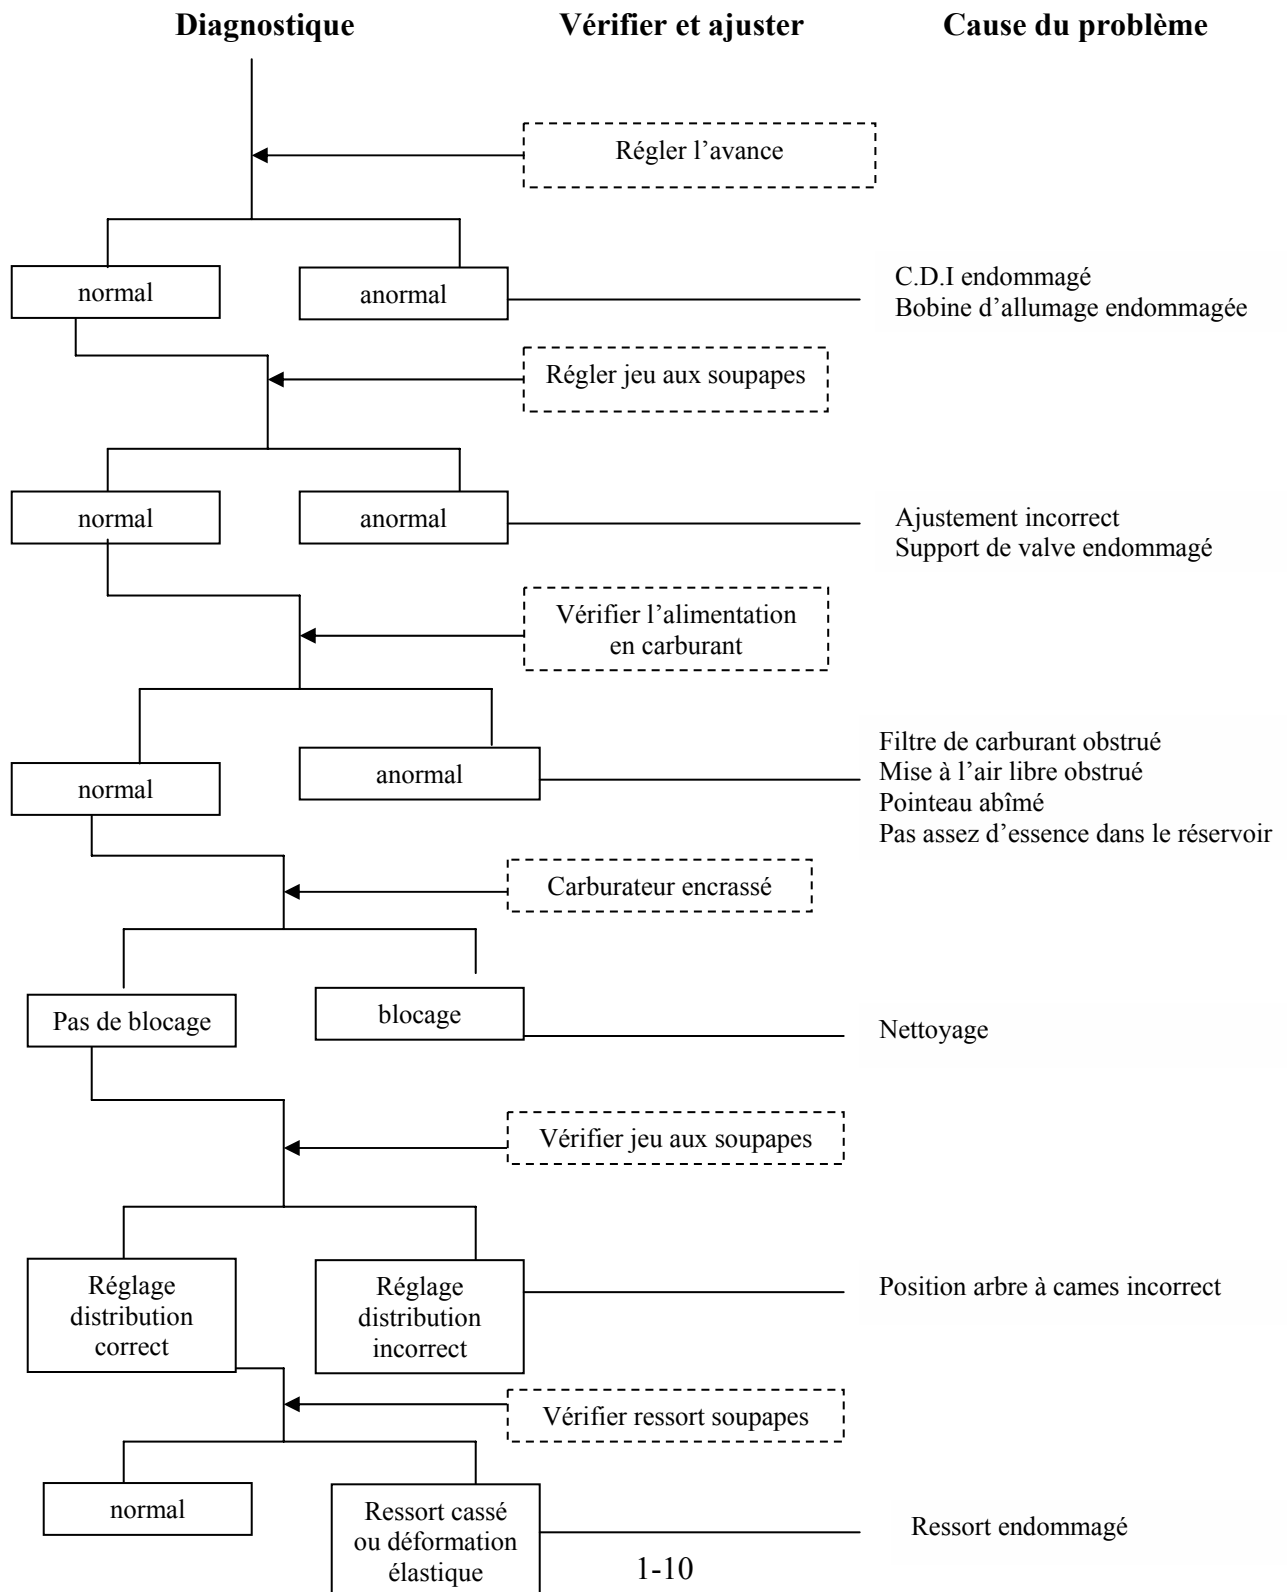 Diagnostique Vérifier et ajuster Cause du problème
Régler l’avance
normal
anormal
C.D.I endommagé
Bobine d’allumage endommagée
Régler jeu aux soupapes
normal
anormal
Ajustement incorrect
Support de valve endommagé
Vérifier l’alimentation
en carburant
normal
anormal
Filtre de carburant obstrué
Mise à l’air libre obstrué
Pointeau abîmé
Pas assez d’essence dans le réservoir
Carburateur encrassé
Pas de blocage
blocage
Nettoyage
Vérifier jeu aux soupapes
Réglage
distribution
correct
Réglage
distribution
incorrect
Position arbre à cames incorrect
Vérifier ressort soupapes
normal
Ressort cassé
ou déformation
élastique
Ressort endommagé
1-10